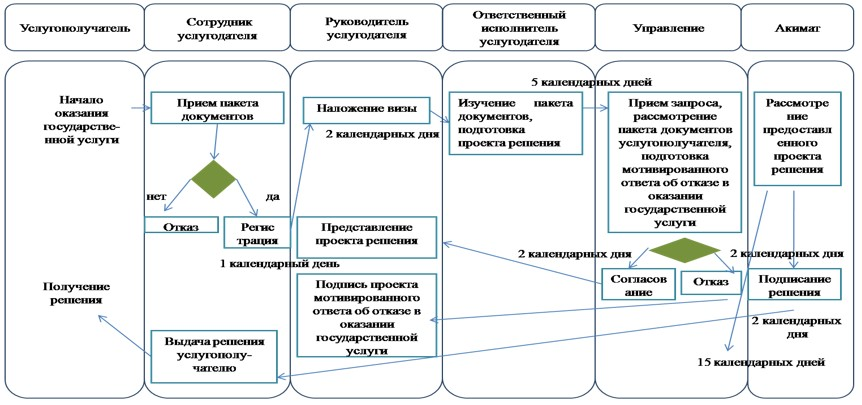 Услугополучатель
Сотрудник
услугодателя
Руководитель
услугодателя
Ответственный
исполнитель
услугодателя
Управление
Акимат
Начало
оказания
государстве-
нной услуги
Прием пакета
документов
нет
да
Отказ
Регис
трация
1 календарный день
Наложение визы
2 календарных дня
Изучение пакета
документов,
подготовка
проекта решения
5 календарных дней
Прием запроса,
рассмотрение
пакета документов
услугополучателя,
подготовка
мотивированного
ответа об отказе в
оказании
государственной
услуги
Рассмотре
ние
предоставл
енного
проекта
решения
Представление
проекта решения
2 календарных дня
2 календарных дня
Согласов
ание
Отказ
Подписание
решения
Получение
решения
Подпись проекта
мотивированного
ответа об отказе в
оказании
государственной
услуги
2 календарных
дня
Выдача решения
услугополу-
чателю
15 календарных дней